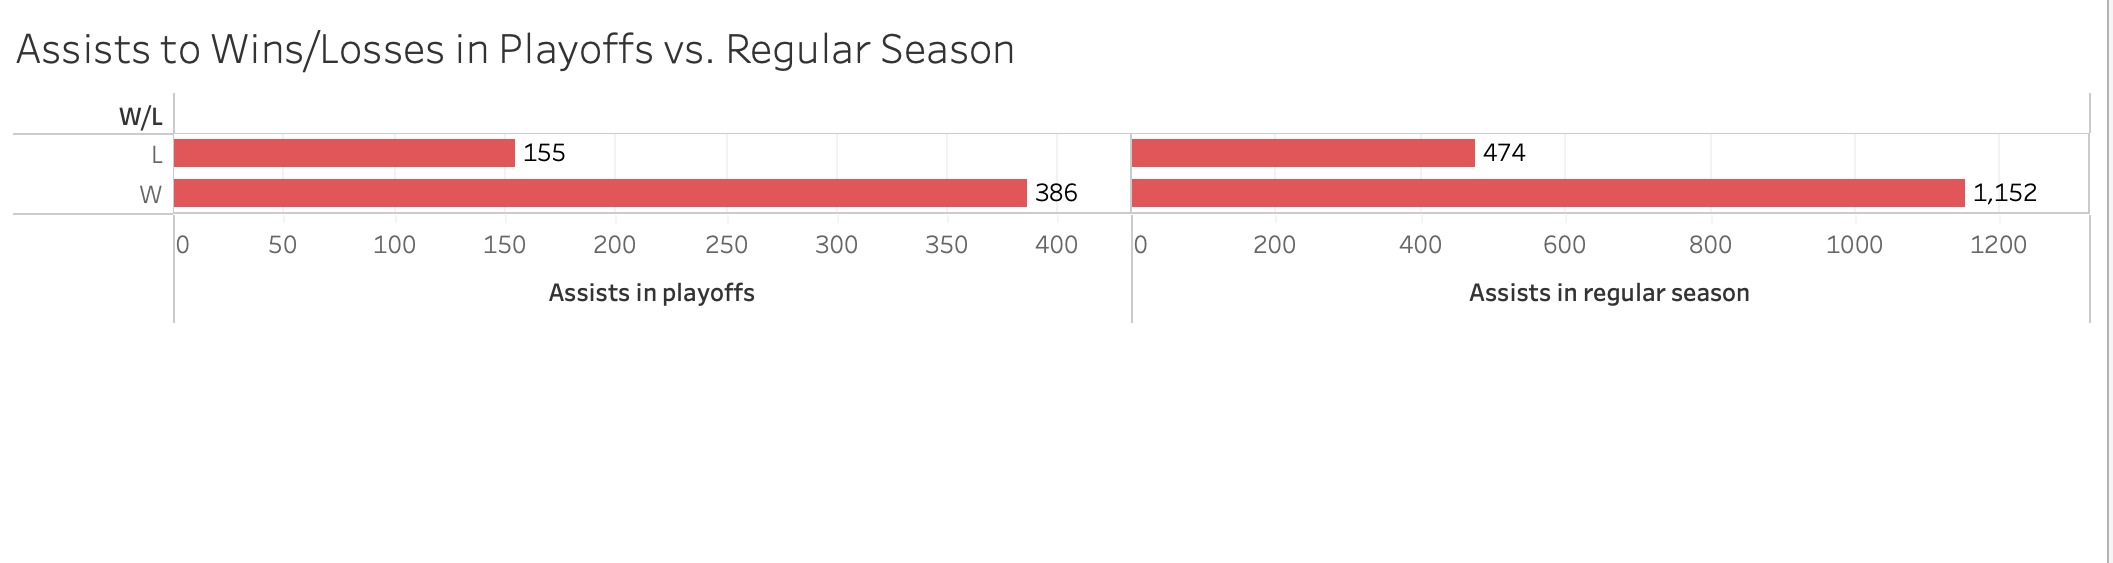 Assists to Wins/Losses in Playoffs vs. Regular Season
W/L
L 155 474
W 386 1,152
0 50 100 150 200 250 300 350 400 0 200 400 600 800 1000 1200
Assists in playoffs Assists in regular season